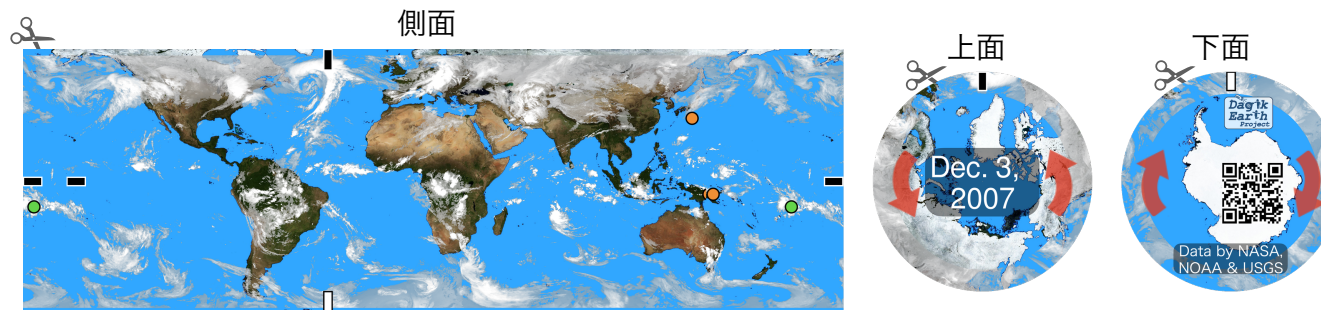 側面
上面
下面
Dec. 3,
2007
Dagik
Earth
Project
Data by NASA,
NOAA & USGS